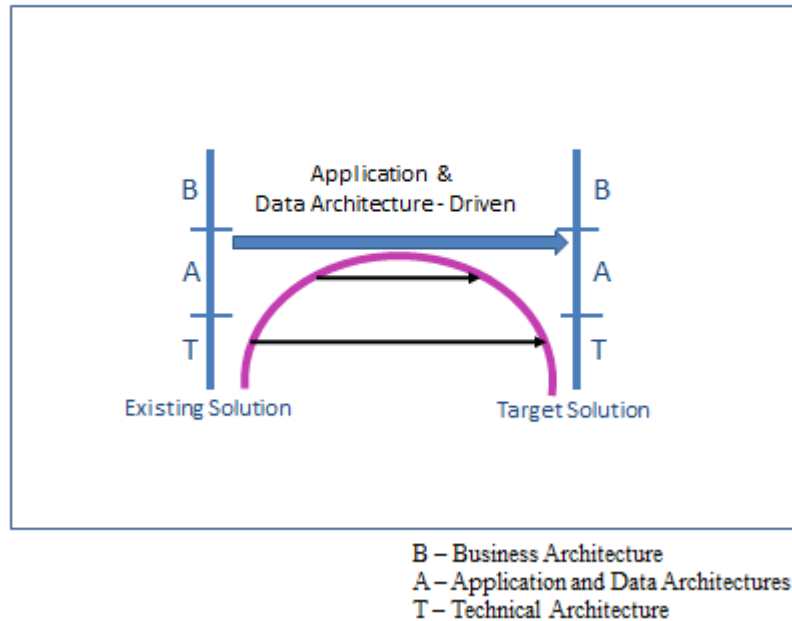 Application &
Data Architecture - Driven
B
B
A
A
T
T
Existing Solution
Target Solution
B – Business Architecture
A – Application and Data Architectures
T – Technical Architecture